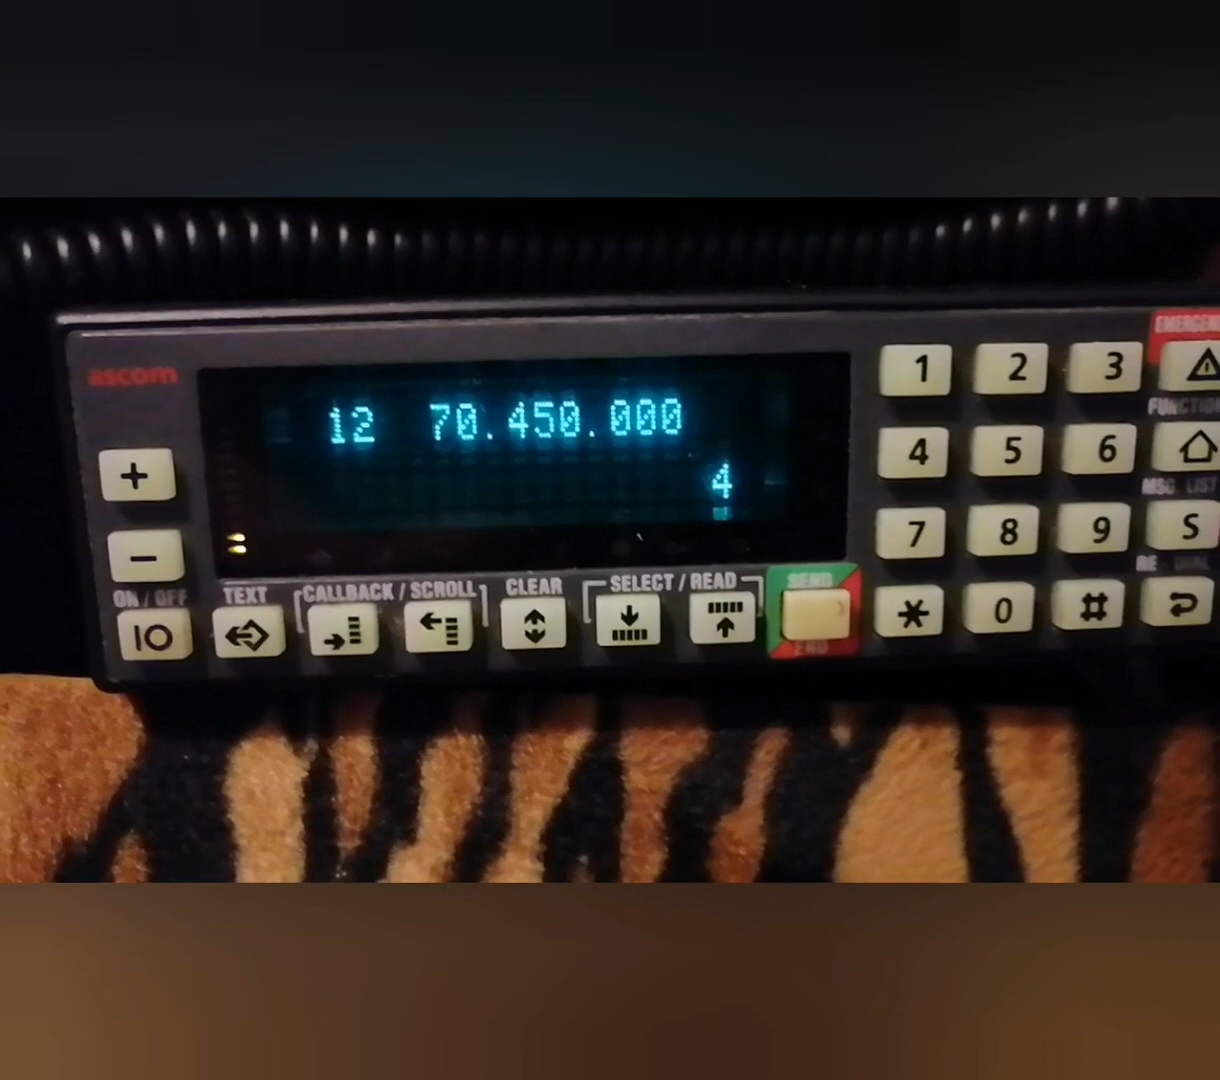 ascom
12 70.450.000
4
+
-
ON / OFF
TEXT
CALLBACK / SCROLL
CLEAR
SELECT / READ
SEND
END
1 2 3
4 5 6
7 8 9
* 0 #
S
MSG. LIST